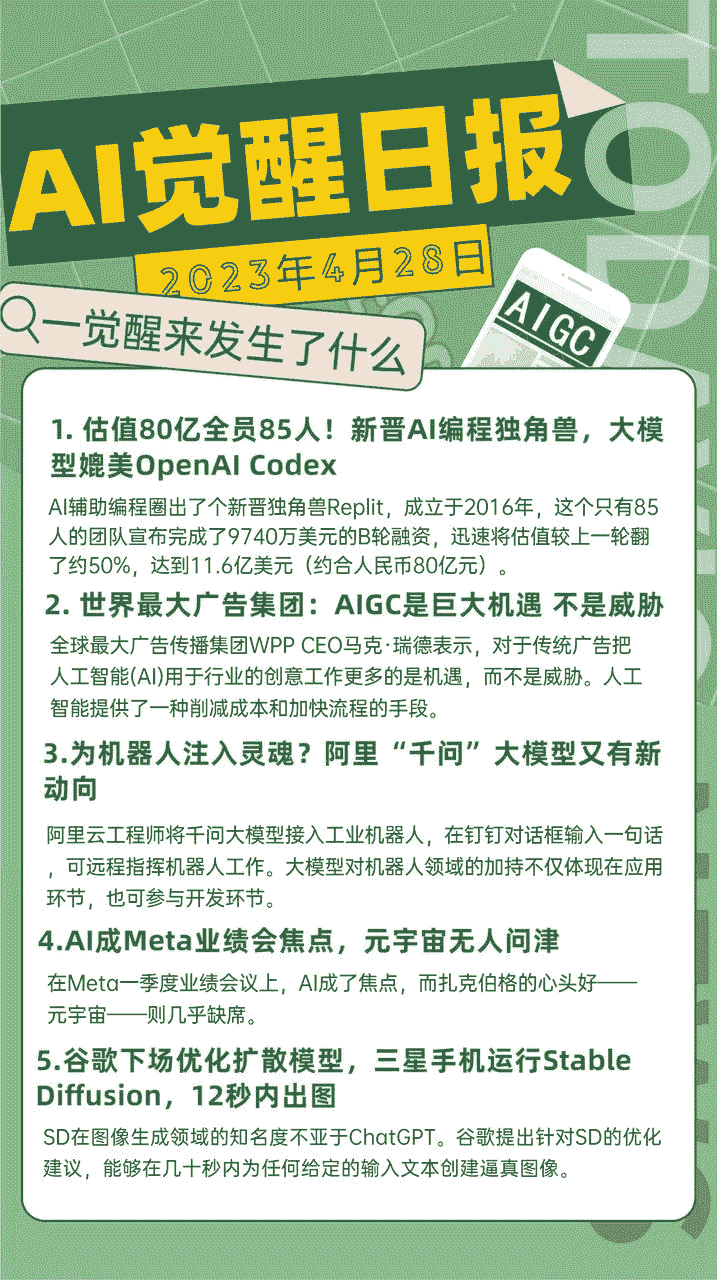 AI觉醒日报
2023年4月28日
一觉醒来发生了什么
AIGC
1. 估值80亿全员85人！新晋AI编程独角兽，大模
型媲美OpenAI Codex
AI辅助编程圈出了个新晋独角兽Replit，成立于2016年，这个只有85
人的团队宣布完成了9740万美元的B轮融资，迅速将估值较上一轮翻
了约50%，达到11.6亿美元（约合人民币80亿元）。
2. 世界最大广告集团：AIGC是巨大机遇 不是威胁
全球最大广告传播集团WPP CEO马克·瑞德表示，对于传统广告把
人工智能(AI)用于行业的创意工作更多的是机遇，而不是威胁。人工
智能提供了一种削减成本和加快流程的手段。
3.为机器人注入灵魂？阿里“千问”大模型又有新
动向
阿里云工程师将千问大模型接入工业机器人，在钉钉对话框输入一句话
，可远程指挥机器人工作。大模型对机器人领域的加持不仅体现在应用
环节，也可参与开发环节。
4.AI成Meta业绩会焦点，元宇宙无人问津
在Meta一季度业绩会议上，AI成了焦点，而扎克伯格的心头好——
元宇宙——则几乎缺席。
5.谷歌下场优化扩散模型，三星手机运行Stable
Diffusion，12秒内出图
SD在图像生成领域的知名度不亚于ChatGPT。谷歌提出针对SD的优化
建议，能够在几十秒内为任何给定的输入文本创建逼真图像。